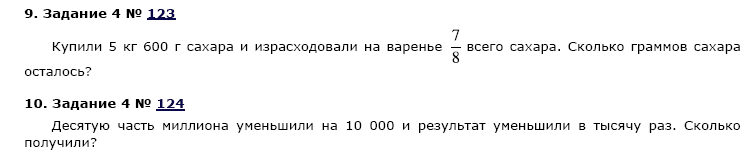 9. Задание 4 № 123
Купили 5 кг 600 г сахара и израсходовали на варенье 7/8 всего сахара. Сколько граммов сахара
осталось?
10. Задание 4 № 124
Десятую часть миллиона уменьшили на 10 000 и результат уменьшили в тысячу раз. Сколько
получили?